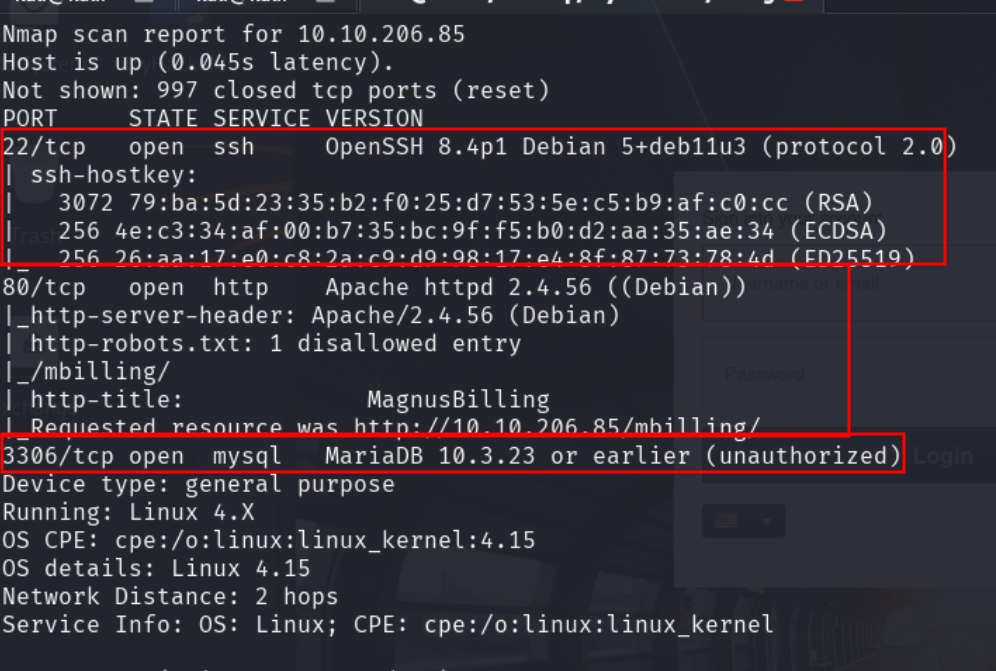 Nmap scan report for 10.10.206.85
Host is up (0.045s latency).
Not shown: 997 closed tcp ports (reset)
PORT     STATE SERVICE VERSION
22/tcp   open  ssh     OpenSSH 8.4p1 Debian 5+deb11u3 (protocol 2.0)
| ssh-hostkey:
|   3072 79:ba:5d:23:35:b2:f0:25:d7:53:5e:c5:b9:af:c0:cc (RSA)
|   256 4e:c3:34:af:00:b7:35:bc:9f:f5:b0:d2:aa:35:ae:34 (ECDSA)
|_  256 26:aa:17:e0:c8:2a:c9:d9:98:17:e4:8f:87:73:78:4d (ED25519)
80/tcp   open  http    Apache httpd 2.4.56 ((Debian))
|_http-server-header: Apache/2.4.56 (Debian)
| http-robots.txt: 1 disallowed entry
|_/mbilling/
| http-title:             MagnusBilling
|_Requested resource was http://10.10.206.85/mbilling/
3306/tcp open  mysql   MariaDB 10.3.23 or earlier (unauthorized)
Device type: general purpose
Running: Linux 4.X
OS CPE: cpe:/o:linux:linux_kernel:4.15
OS details: Linux 4.15
Network Distance: 2 hops
Service Info: OS: Linux; CPE: cpe:/o:linux:linux_kernel
Password
Login